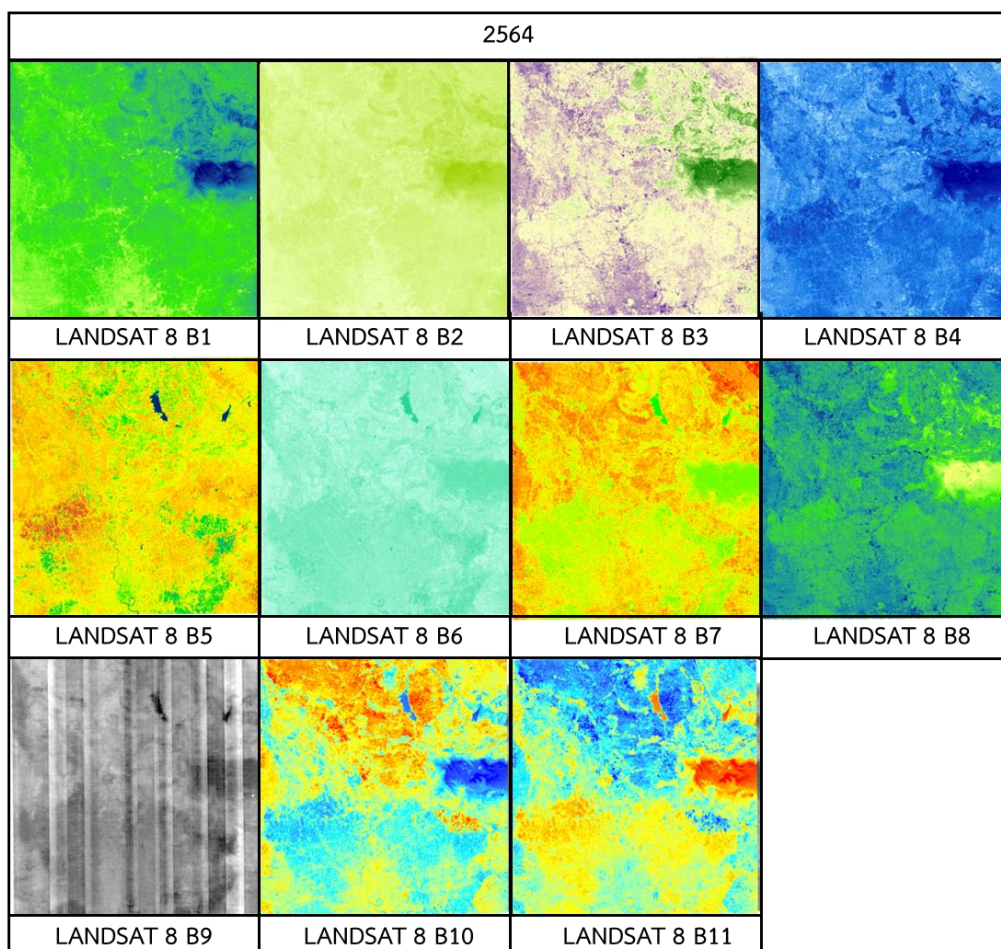 2564
LANDSAT 8 B1
LANDSAT 8 B2
LANDSAT 8 B3
LANDSAT 8 B4
LANDSAT 8 B5
LANDSAT 8 B6
LANDSAT 8 B7
LANDSAT 8 B8
LANDSAT 8 B9
LANDSAT 8 B10
LANDSAT 8 B11